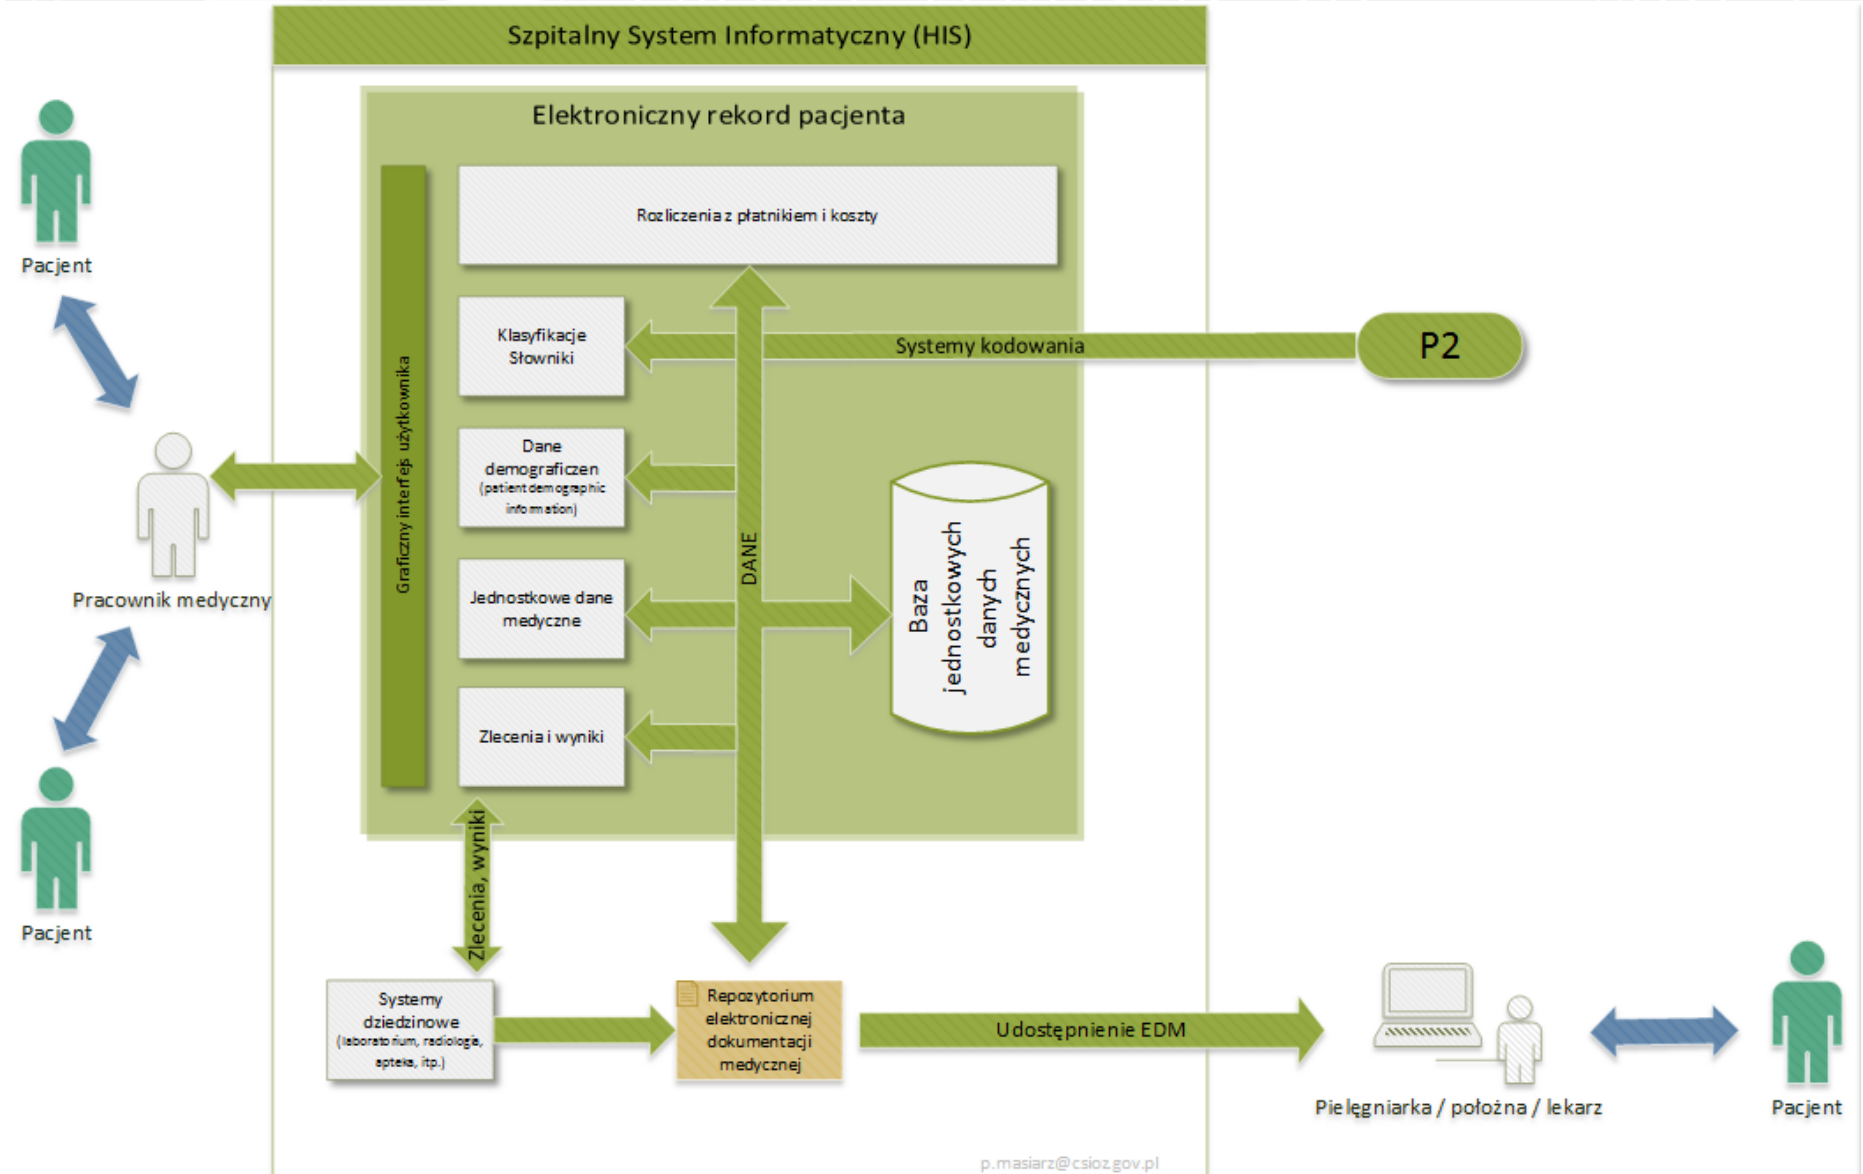 Szpitalny System Informatyczny (HIS)
Elektroniczny rekord pacjenta
Rozliczenia z płatnikiem i koszty
Pacjent
Klasyfikacje
Słowniki
Systemy kodowania
P2
Graficzny interfejs użytkownika
Dane
demograficzen
(patient demographic
information)
DANE
Baza
jednostkowych
danych
medycznych
Pracownik medyczny
Jednostkowe dane
medyczne
Zlecenia i wyniki
Zlecenia, wyniki
Pacjent
Systemy
dziedzinowe
(laboratorium, radiologia,
apteka, itp.)
Repozytorium
elektronicznej
dokumentacji
medycznej
Udostępnienie EDM
Pielęgniarka / położna / lekarz
Pacjent
p.masiarz@csioz.gov.pl